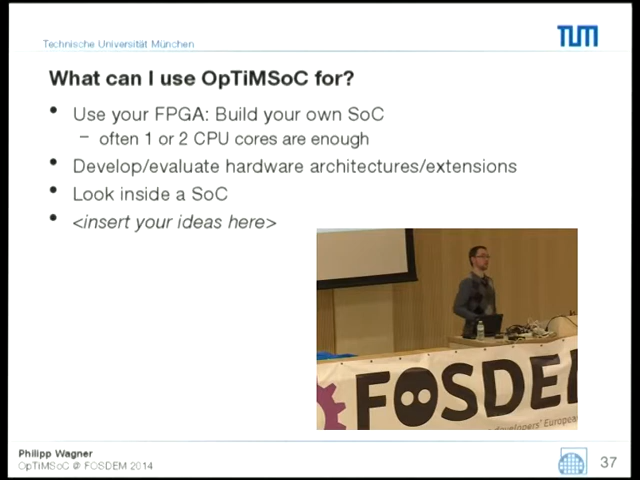 Technische Universität München
TUM
What can I use OpTiMSoC for?
• Use your FPGA: Build your own SoC
– often 1 or 2 CPU cores are enough
• Develop/evaluate hardware architectures/extensions
• Look inside a SoC
• <insert your ideas here>
FOSDEM
developers' European
Philipp Wagner
OpTiMSoC @ FOSDEM 2014
37